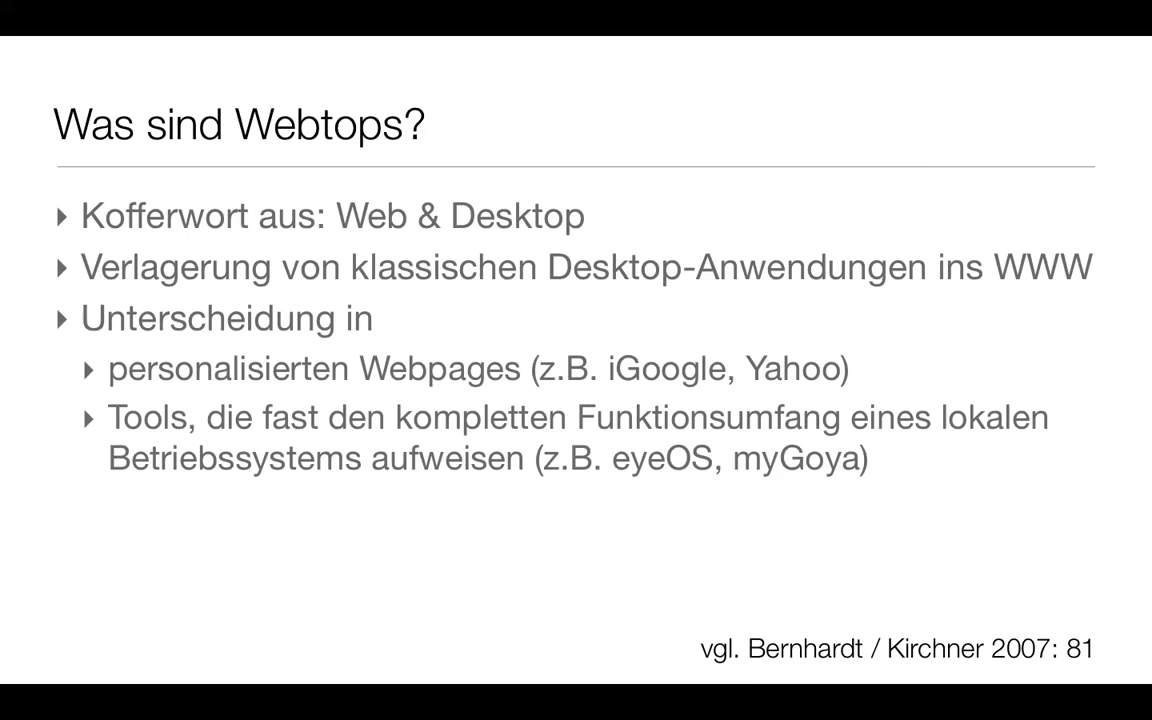 Was sind Webtops?
‣ Kofferwort aus: Web & Desktop
‣ Verlagerung von klassischen Desktop-Anwendungen ins WWW
‣ Unterscheidung in
‣ personalisierten Webpages (z.B. iGoogle, Yahoo)
‣ Tools, die fast den kompletten Funktionsumfang eines lokalen
Betriebssystems aufweisen (z.B. eyeOS, myGoya)
vgl. Bernhardt / Kirchner 2007: 81